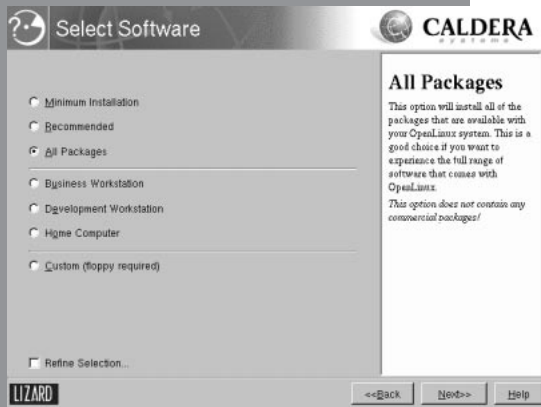 Select Software
CALDERA
systems
Minimum Installation
Recommended
All Packages
Business Workstation
Development Workstation
Home Computer
Custom (floppy required)
Refine Selection...
All Packages
This option will install all of the
packages that are available with
your OpenLinux system. This is a
good choice if you want to
experience the full range of
software that comes with
OpenLinux.
This option does not contain any
commercial packages!
LIZARD
<<Back
Next>>
Help